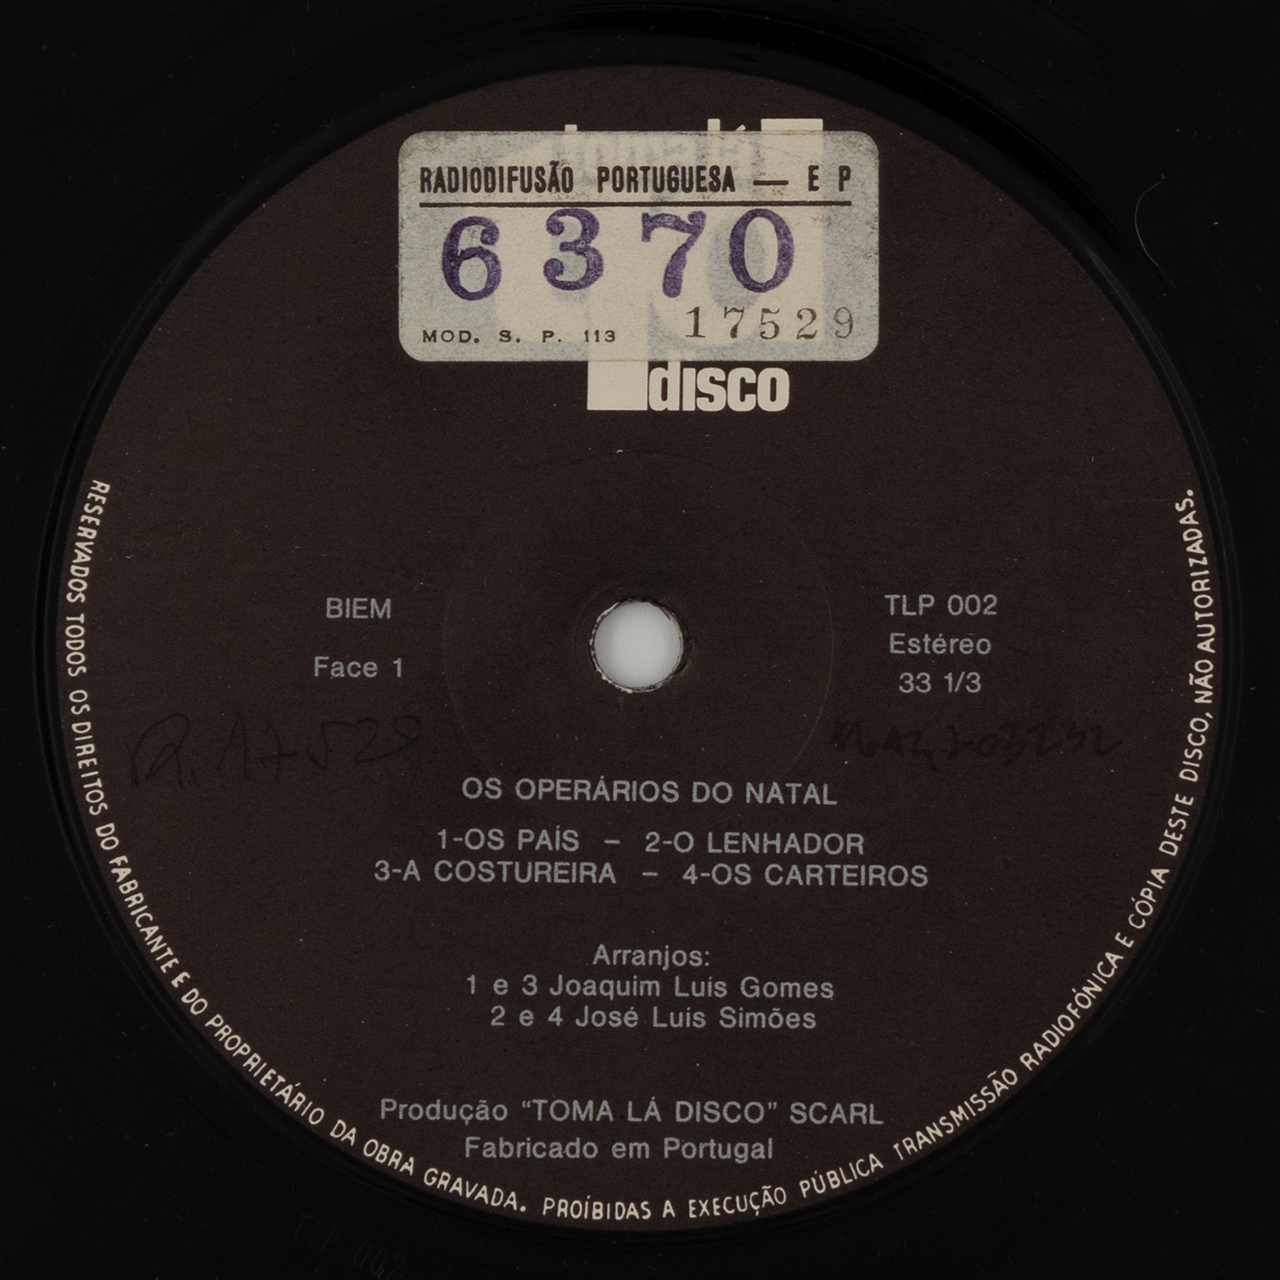 RADIODIFUSÃO PORTUGUESA — E P
6370
MOD. S. P. 113 17529
disco
BIEM
Face 1
TLP 002
Estéreo
33 1/3
R. 17529
OS OPERÁRIOS DO NATAL
1-OS PAÍS – 2-O LENHADOR
3-A COSTUREIRA – 4-OS CARTEIROS
Arranjos:
1 e 3 Joaquim Luís Gomes
2 e 4 José Luís Simões
Produção “TOMA LÁ DISCO” SCARL
Fabricado em Portugal
RESERVADOS TODOS OS DIREITOS DO FABRICANTE E DO PROPRIETÁRIO DA OBRA GRAVADA. PROÍBIDAS A EXECUÇÃO PÚBLICA TRANSMISSÃO RADIOFÓNICA E CÓPIA DESTE DISCO, NÃO AUTORIZADAS.